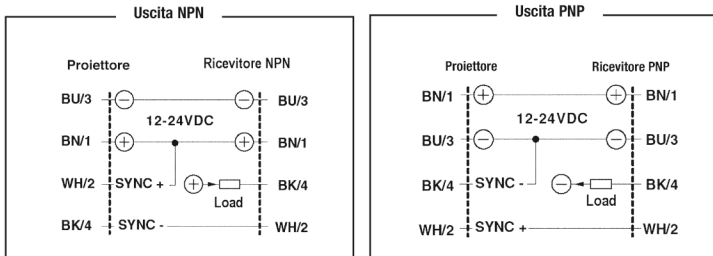 Uscita NPN
Proiettore Ricevitore NPN
BU/3 BU/3
12-24VDC
BN/1 BN/1
WH/2 SYNC + BK/4
Load
BK/4 SYNC - WH/2
Uscita PNP
Proiettore Ricevitore PNP
BN/1 BN/1
12-24VDC
BU/3 BU/3
BK/4 SYNC - BK/4
Load
WH/2 SYNC + WH/2